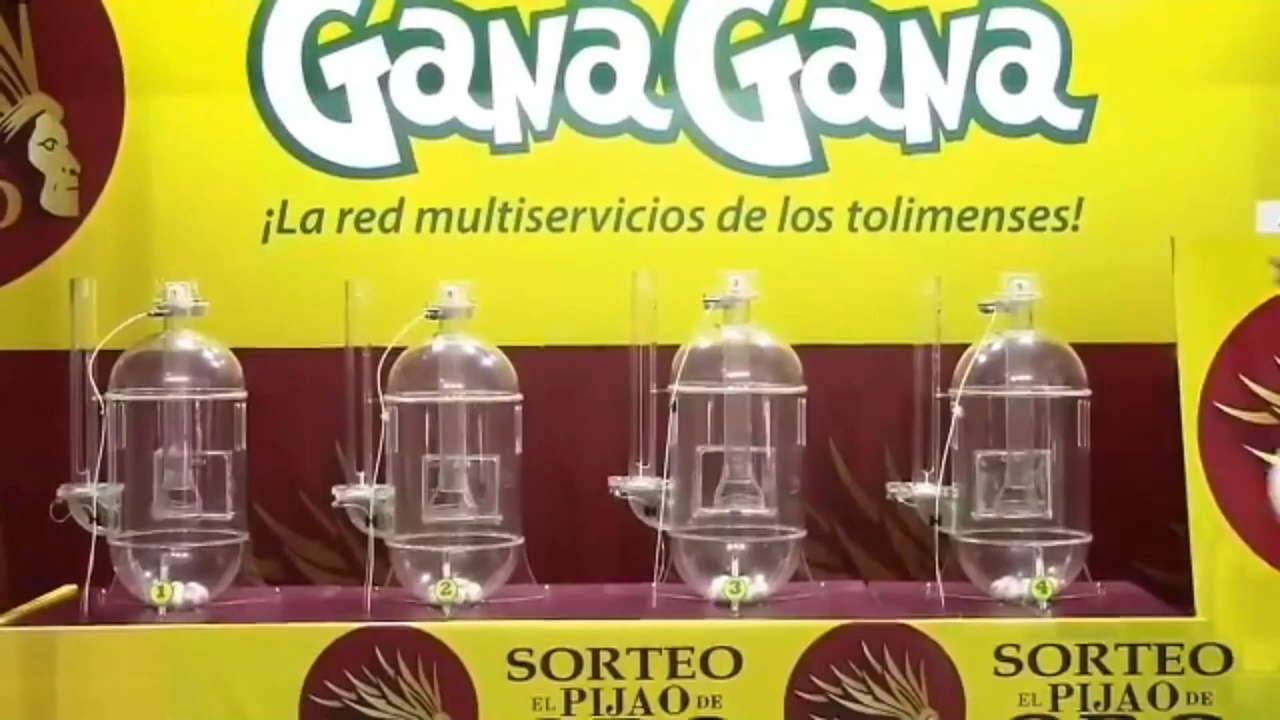 GanaGana
¡La red multiservicios de los tolimenses!
1
2
3
4
SORTEO
EL PIJAO DE
SORTEO
EL PIJAO DE